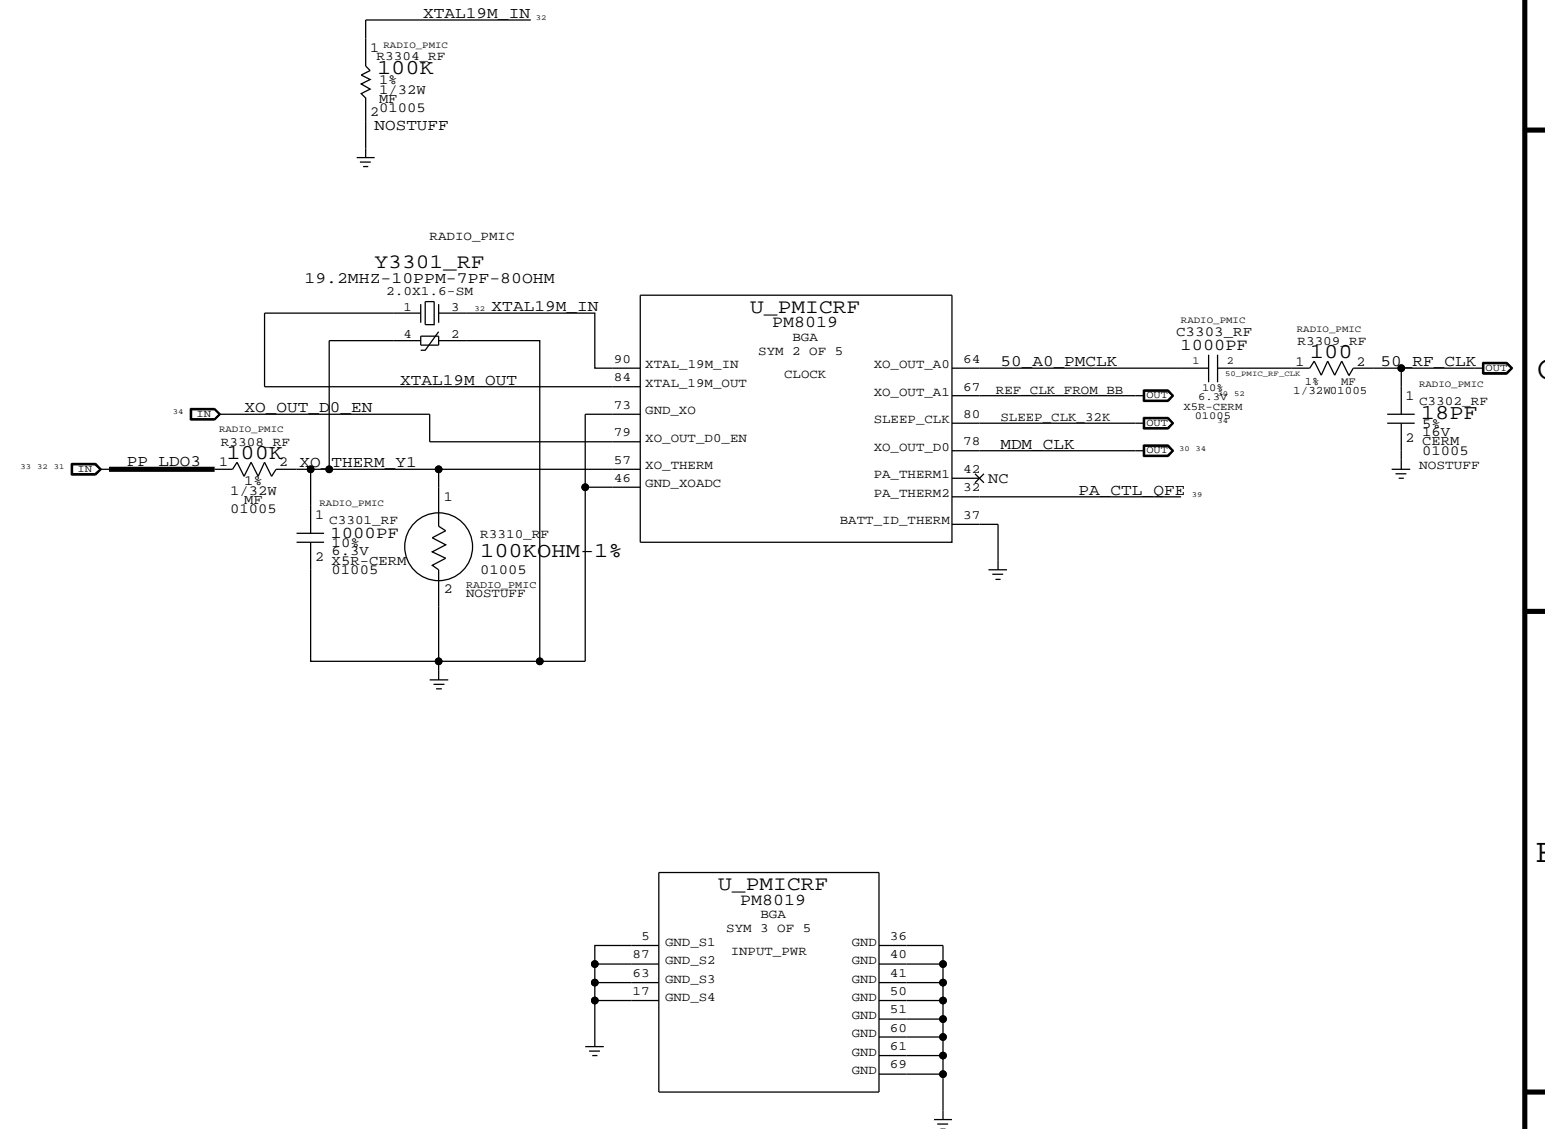 XTAL19M_IN 32
1 RADIO_PMIC
R3304_RF
100K
1%
1/32W
MF
01005
2
NOSTUFF
RADIO_PMIC
Y3301_RF
19.2MHZ-10PPM-7PF-80OHM
2.0X1.6-SM
1 3 32 XTAL19M_IN
4 2
XTAL19M_OUT
34 IN XO_OUT_D0_EN
RADIO_PMIC
R3308_RF
100K
33 32 31 IN PP_LDO3 1 2 XO_THERM_Y1
1%
1/32W
MF
01005
RADIO_PMIC
1 C3301_RF
1000PF
10%
6.3V
2 X5R-CERM
01005
1
R3310_RF
100KOHM-1%
01005
2 RADIO_PMIC
NOSTUFF
U_PMICRF
PM8019
BGA
SYM 2 OF 5
CLOCK
90 XTAL_19M_IN
84 XTAL_19M_OUT
73 GND_XO
79 XO_OUT_D0_EN
57 XO_THERM
46 GND_XOADC
XO_OUT_A0 64 50_A0_PMCLK
XO_OUT_A1 67 REF_CLK_FROM_BB OUT 39 52
SLEEP_CLK 80 SLEEP_CLK_32K OUT 34
XO_OUT_D0 78 MDM_CLK OUT 30 34
PA_THERM1 42 NC
PA_THERM2 32 PA_CTL_QFE 39
BATT_ID_THERM 37
RADIO_PMIC
C3303_RF
1000PF
1 2
50_PMIC_RF_CLK
10%
6.3V
X5R-CERM
01005
RADIO_PMIC
R3309_RF
100
1 2 50_RF_CLK OUT
1% MF
1/32W01005
RADIO_PMIC
1 C3302_RF
18PF
5%
16V
2 CERM
01005
NOSTUFF
C
U_PMICRF
PM8019
BGA
SYM 3 OF 5
INPUT_PWR
5 GND_S1
87 GND_S2
63 GND_S3
17 GND_S4
GND 36
GND 40
GND 41
GND 50
GND 51
GND 60
GND 61
GND 69